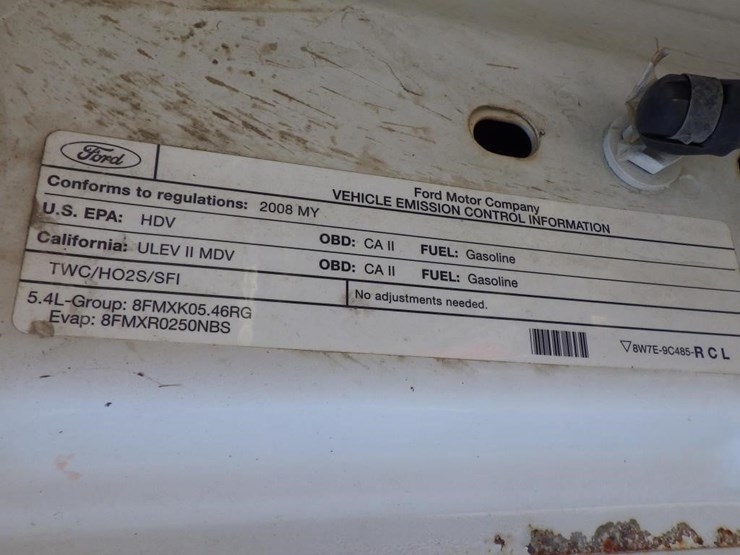 Ford
Ford Motor Company
VEHICLE EMISSION CONTROL INFORMATION
Conforms to regulations: 2008 MY
U.S. EPA: HDV OBD: CA II FUEL: Gasoline
California: ULEV II MDV OBD: CA II FUEL: Gasoline
TWC/HO2S/SFI No adjustments needed.
5.4L-Group: 8FMXK05.46RG
Evap: 8FMXR0250NBS
8W7E-9C485-R C L